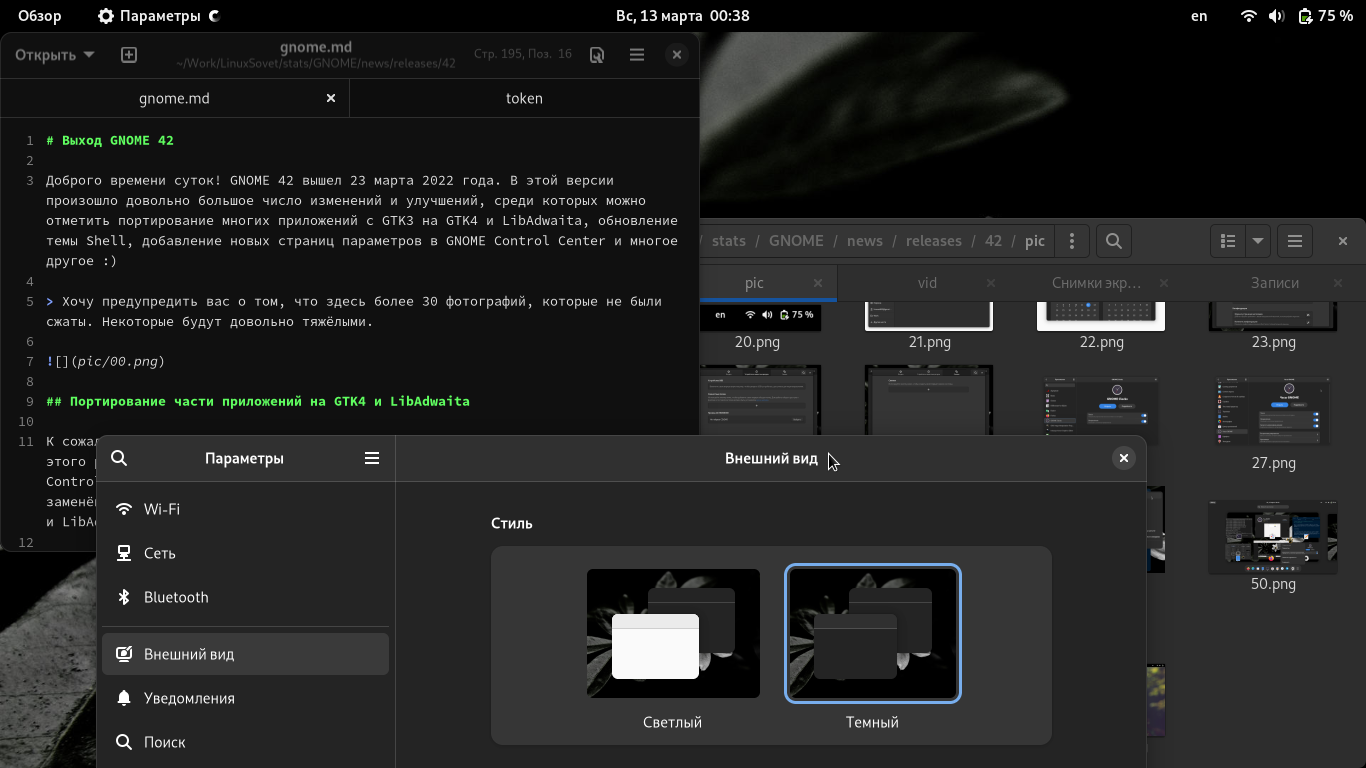 Обзор
Параметры
Вс, 13 марта 00:38
en
75 %
Открыть
gnome.md
~/Work/LinuxSovet/stats/GNOME/news/releases/42
Стр. 195, Поз. 16
gnome.md
token
1 # Выход GNOME 42
2
3 Доброго времени суток! GNOME 42 вышел 23 марта 2022 года. В этой версии
произошло довольно большое число изменений и улучшений, среди которых можно
отметить портирование многих приложений с GTK3 на GTK4 и LibAdwaita, обновление
темы Shell, добавление новых страниц параметров в GNOME Control Center и многое
другое :)
4
5 > Хочу предупредить вас о том, что здесь более 30 фотографий, которые не были
сжаты. Некоторые будут довольно тяжёлыми.
6
7 ![](pic/00.png)
8
9 ## Портирование части приложений на GTK4 и LibAdwaita
10
11 К сожал
этого р
Contro
заменён
и LibAd
12
/ stats / GNOME / news / releases / 42 / pic
pic
vid
Снимки экр...
Записи
en
75 %
20.png
21.png
22.png
23.png
27.png
50.png
Параметры
Внешний вид
Wi-Fi
Сеть
Bluetooth
Внешний вид
Уведомления
Поиск
Стиль
Светлый
Темный